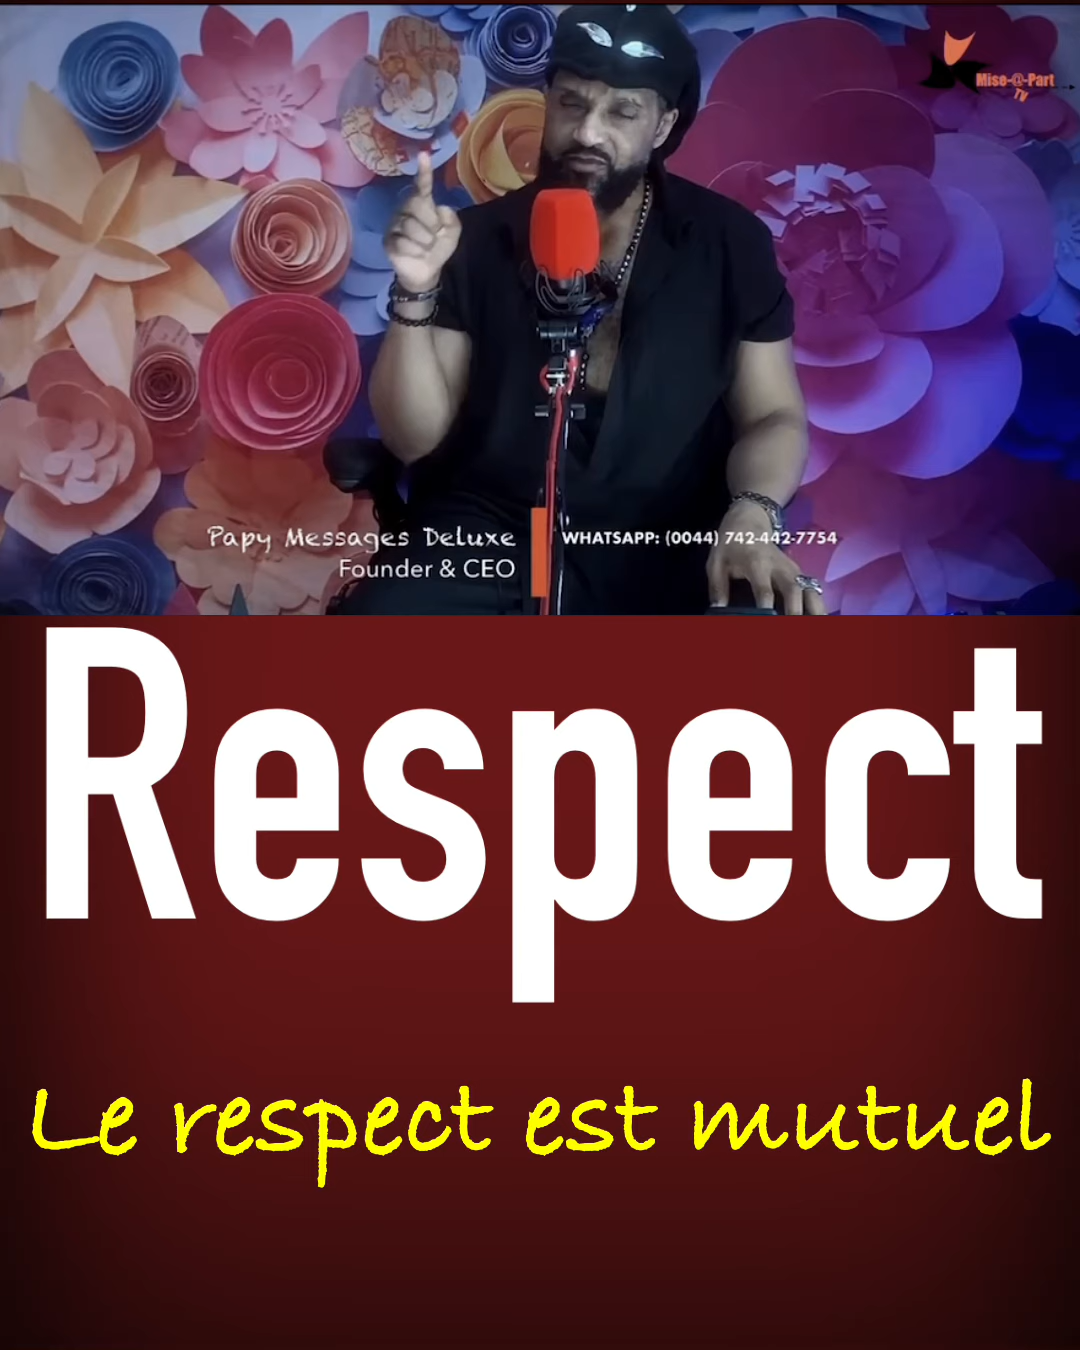 Mise-@-Part
TV
Papy Messages Deluxe
Founder & CEO
WHATSAPP: (0044) 742-442-7754
Respect
Le respect est mutuel